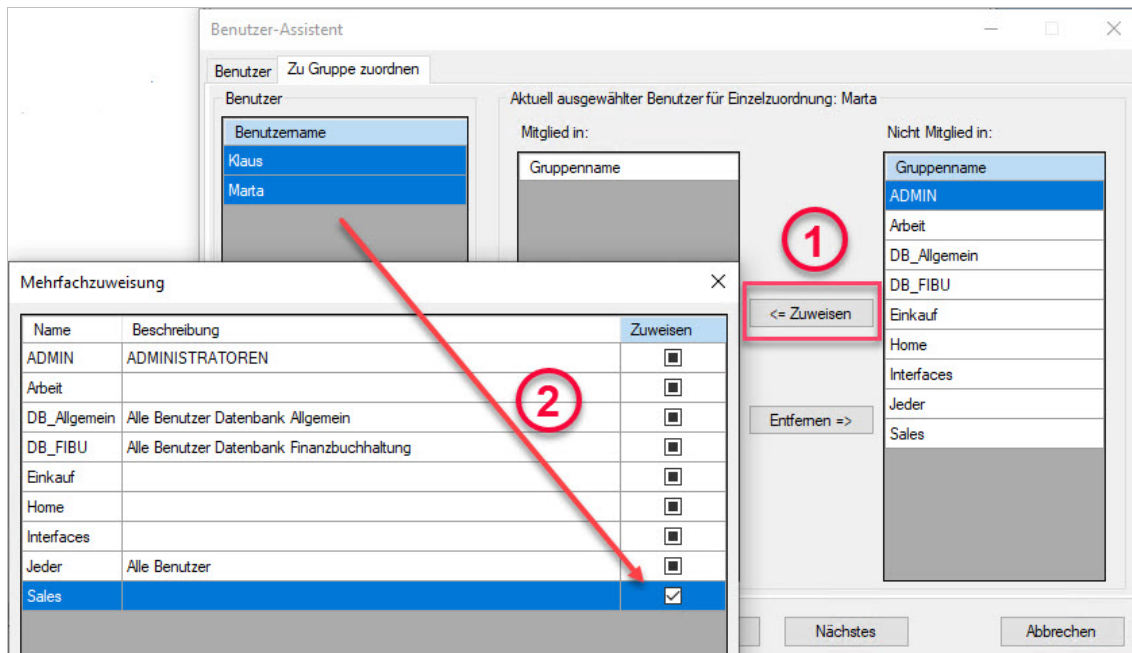 Benutzer-Assistent
Benutzer Zu Gruppe zuordnen
Benutzer
Aktuell ausgewählter Benutzer für Einzelzuordnung: Marta
Benutzername
Klaus
Marta
Mitglied in:
Gruppenname
Nicht Mitglied in:
Gruppenname
ADMIN
Arbeit
DB_Allgemein
DB_FIBU
Einkauf
Home
Interfaces
Jeder
Sales
1
<= Zuweisen
Entfernen =>
Mehrfachzuweisung
Name Beschreibung Zuweisen
ADMIN ADMINISTRATOREN
Arbeit
DB_Allgemein Alle Benutzer Datenbank Allgemein
DB_FIBU Alle Benutzer Datenbank Finanzbuchhaltung
Einkauf
Home
Interfaces
Jeder Alle Benutzer
Sales
2
Nächstes
Abbrechen